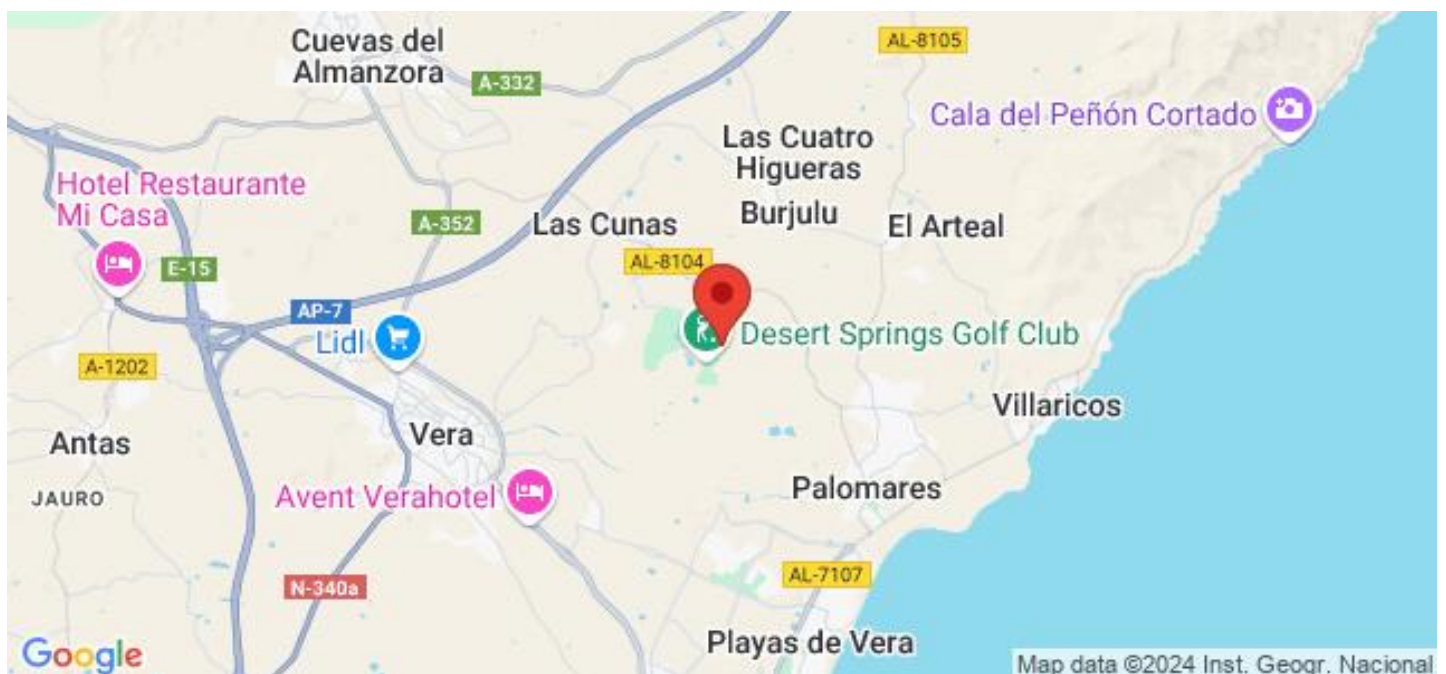 Cuevas del
Almanzora
AL-8105
A-332
Cala del Peñón Cortado
Las Cuatro
Higueras
Hotel Restaurante
Mi Casa
Burjulu
A-352
Las Cunas
El Arteal
AL-8104
E-15
AP-7
Lidl
Desert Springs Golf Club
A-1202
Villaricos
Vera
Antas
JAURO
Avent Verahotel
Palomares
AL-7107
N-340a
Playas de Vera
Google
Map data ©2024 Inst. Geogr. Nacional